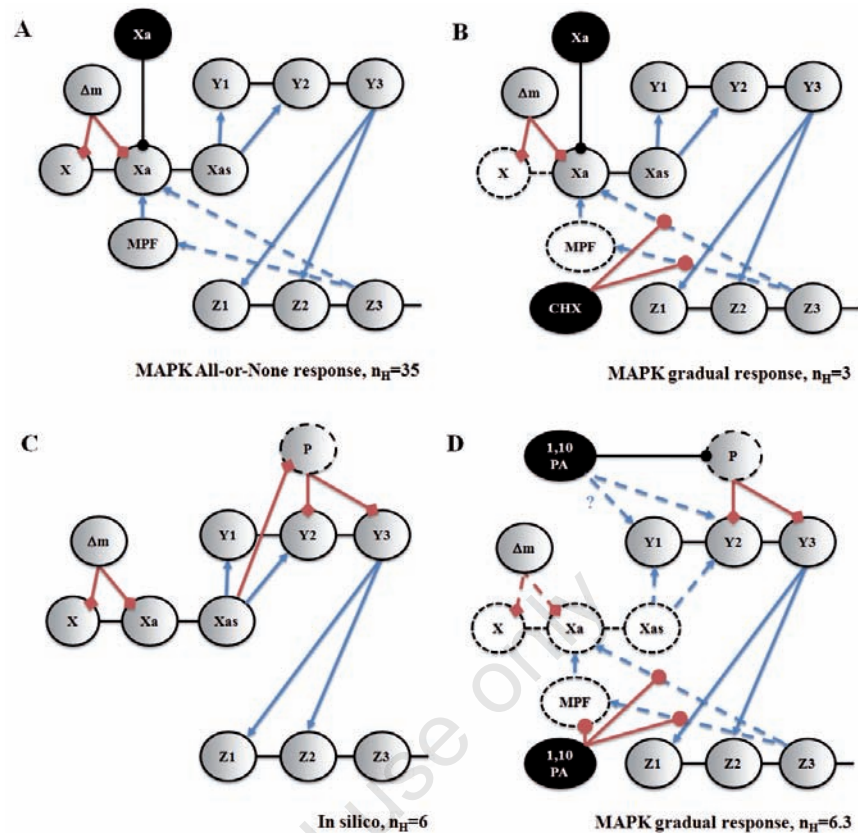 A
Xa
Δm
Y1
Y2
Y3
X
Xa
Xas
MPF
Z1
Z2
Z3
MAPK All-or-None response, nH=35
B
Xa
Δm
Y1
Y2
Y3
X
Xa
Xas
MPF
CHX
Z1
Z2
Z3
MAPK gradual response, nH=3
C
P
Δm
Y1
Y2
Y3
X
Xa
Xas
Z1
Z2
Z3
In silico, nH=6
D
1,10
PA
P
?
Δm
Y1
Y2
Y3
X
Xa
Xas
MPF
1,10
PA
Z1
Z2
Z3
MAPK gradual response, nH=6.3
use only